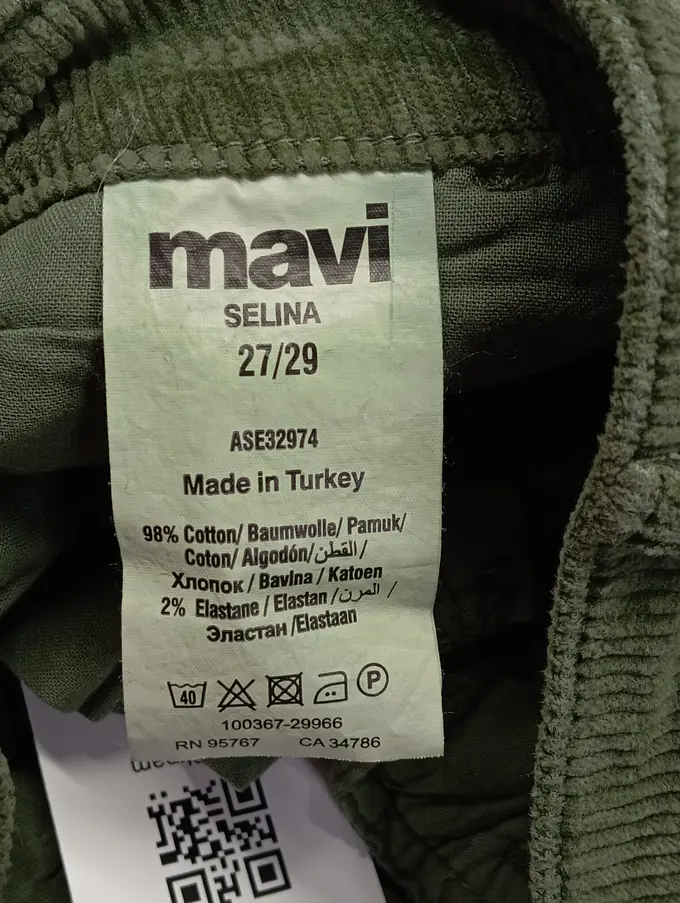 mavi
SELINA
27/29
ASE32974
Made in Turkey
98% Cotton/ Baumwolle/ Pamuk/
Coton/ Algodón/القطن/
Хлопок / Bavlna / Katoen
2% Elastane / Elastan /المرن /
Эластан /Elastaan
40 P
100367-29966
RN 95767 CA 34786